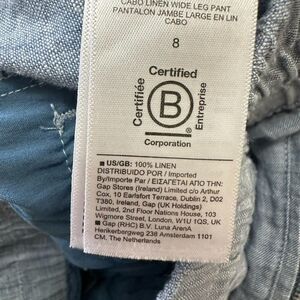 CABO LINEN WIDE LEG PANT
PANTALON JAMBE LARGE EN LIN
CABO
8
Certified
Certifiée
B
Entreprise
Corporation
■ US/GB: 100% LINEN
DISTRIBUIDO POR / Imported
By/Importe Par / ΕΙΣΑΓΕΤΑΙ ΑΠΟ ΤΗΝ:
Gap Stores (Ireland) Limited c/o Arthur
Cox, 10 Earlsfort Terrace, Dublin 2, D02
T380, Ireland, Gap (UK Holdings)
Limited, 2nd Floor Nations House, 103
Wigmore Street, London. W1U 1QS, UK
■ Gap (RHC) B.V. Luna ArenA
Herikerbergweg 238 Amsterdam 1101
CM. The Netherlands